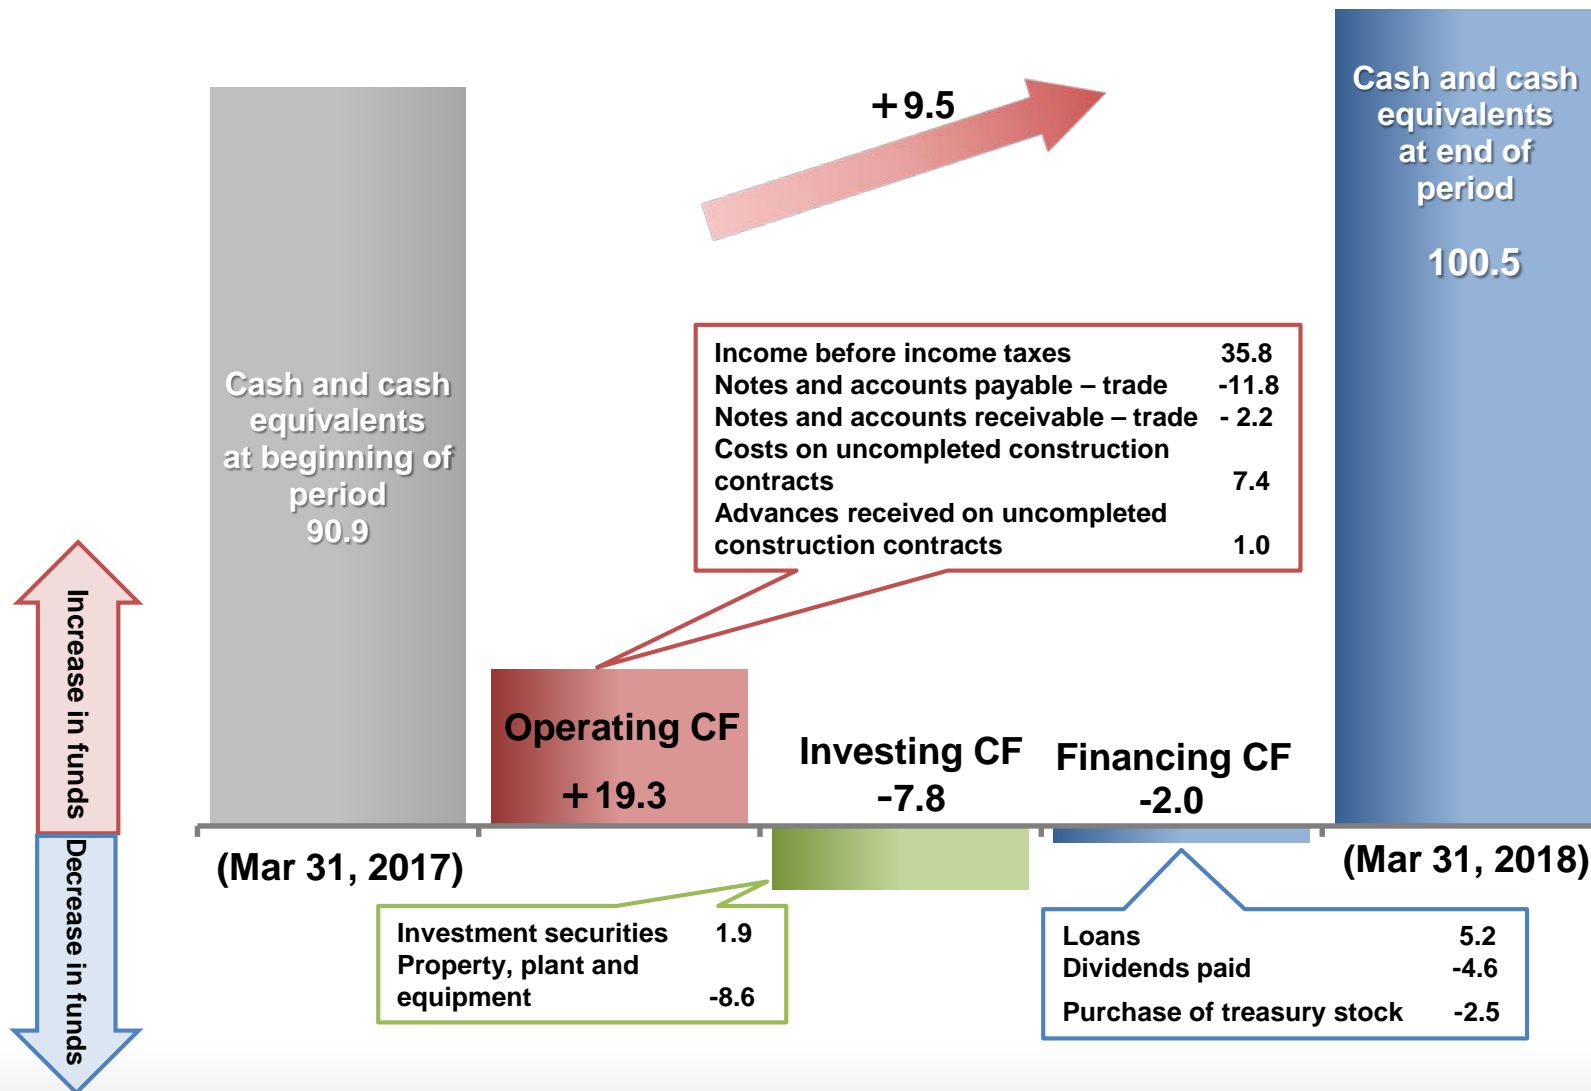 +9.5
Cash and cash
equivalents
at end of
period
100.5
Cash and cash
equivalents
at beginning of
period
90.9
Income before income taxes 35.8
Notes and accounts payable – trade -11.8
Notes and accounts receivable – trade - 2.2
Costs on uncompleted construction
contracts 7.4
Advances received on uncompleted
construction contracts 1.0
Increase in funds
Operating CF
+19.3
Investing CF
-7.8
Financing CF
-2.0
Decrease in funds
(Mar 31, 2017)
(Mar 31, 2018)
Investment securities 1.9
Property, plant and
equipment -8.6
Loans 5.2
Dividends paid -4.6
Purchase of treasury stock -2.5